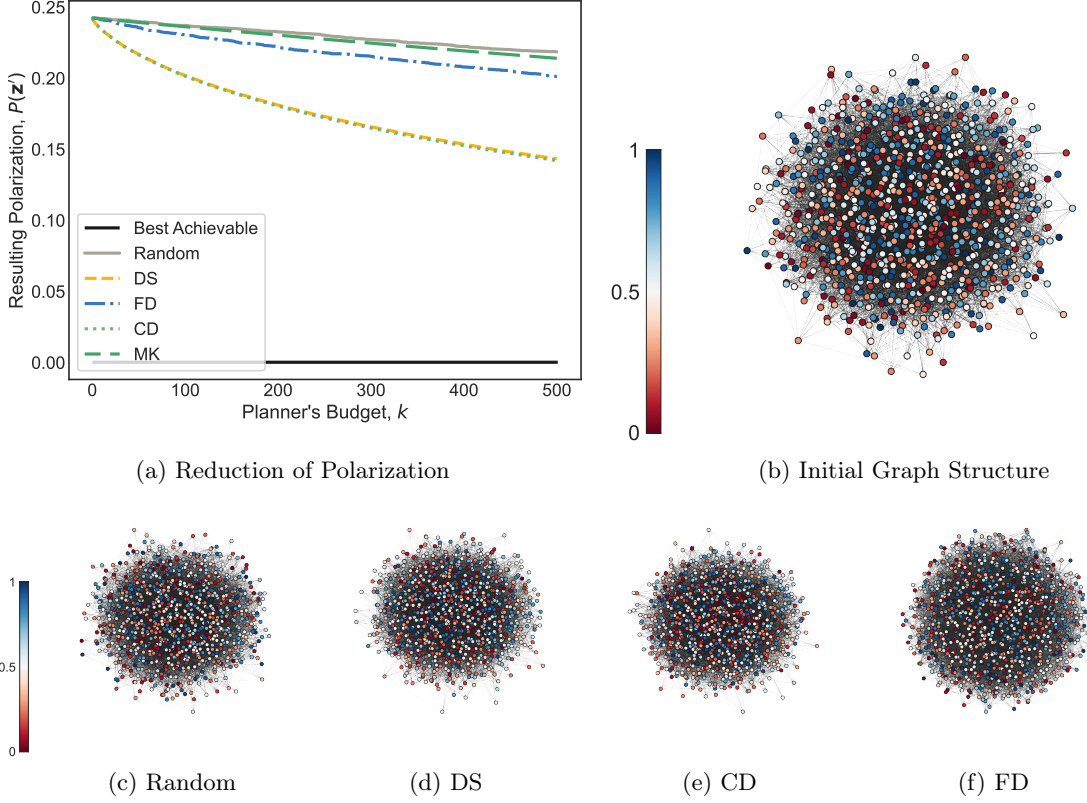 0.25
0.20
0.15
0.10
0.05
0.00
Resulting Polarization, P(z′)
Best Achievable
Random
DS
FD
CD
MK
0 100 200 300 400 500
Planner's Budget, k
1
0.5
0
(a) Reduction of Polarization
(b) Initial Graph Structure
1
0.5
0
(c) Random
(d) DS
(e) CD
(f) FD